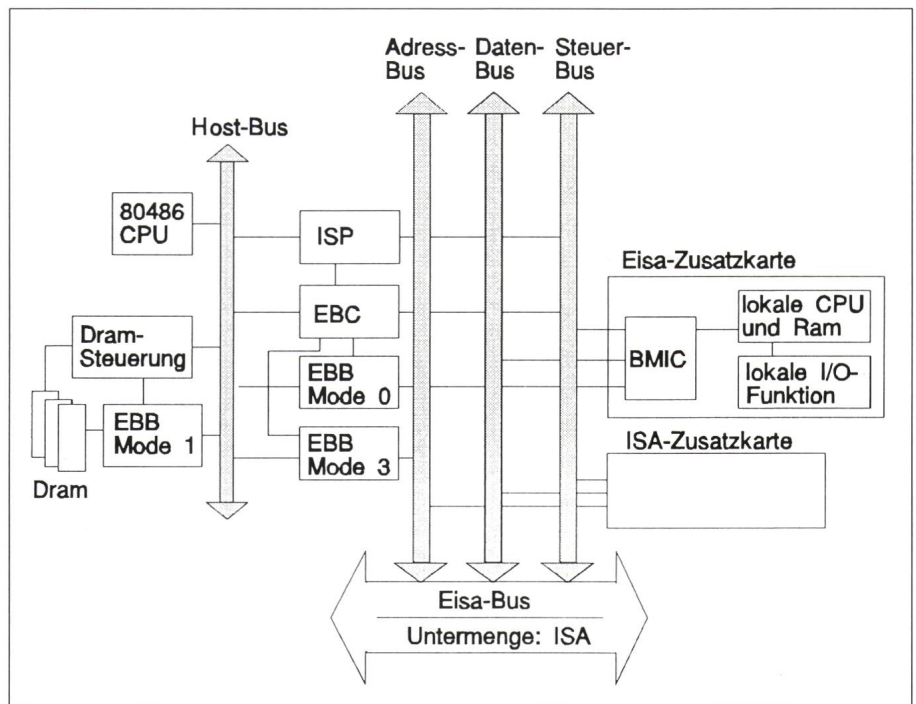 Adress-
Bus
Daten-
Bus
Steuer-
Bus
Host-Bus
80486
CPU
ISP
Eisa-Zusatzkarte
EBC
lokale CPU
und Ram
Dram-
Steuerung
BMIC
EBB
Mode 0
lokale I/O-
Funktion
EBB
Mode 1
EBB
Mode 3
ISA-Zusatzkarte
Dram
Eisa-Bus
Untermenge: ISA